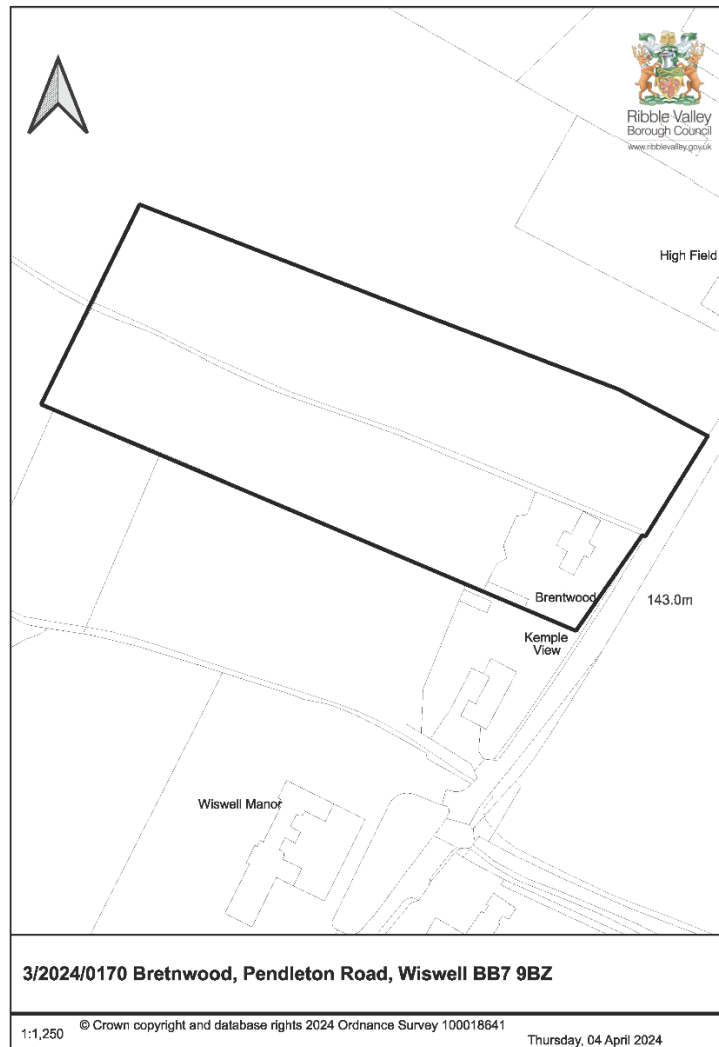 Ribble Valley
Borough Council
www.ribblevalley.gov.uk
High Field
Brentwood
143.0m
Kemple
View
Wiswell Manor
3/2024/0170 Bretnwood, Pendleton Road, Wiswell BB7 9BZ
1:1,250
© Crown copyright and database rights 2024 Ordnance Survey 100018641
Thursday, 04 April 2024